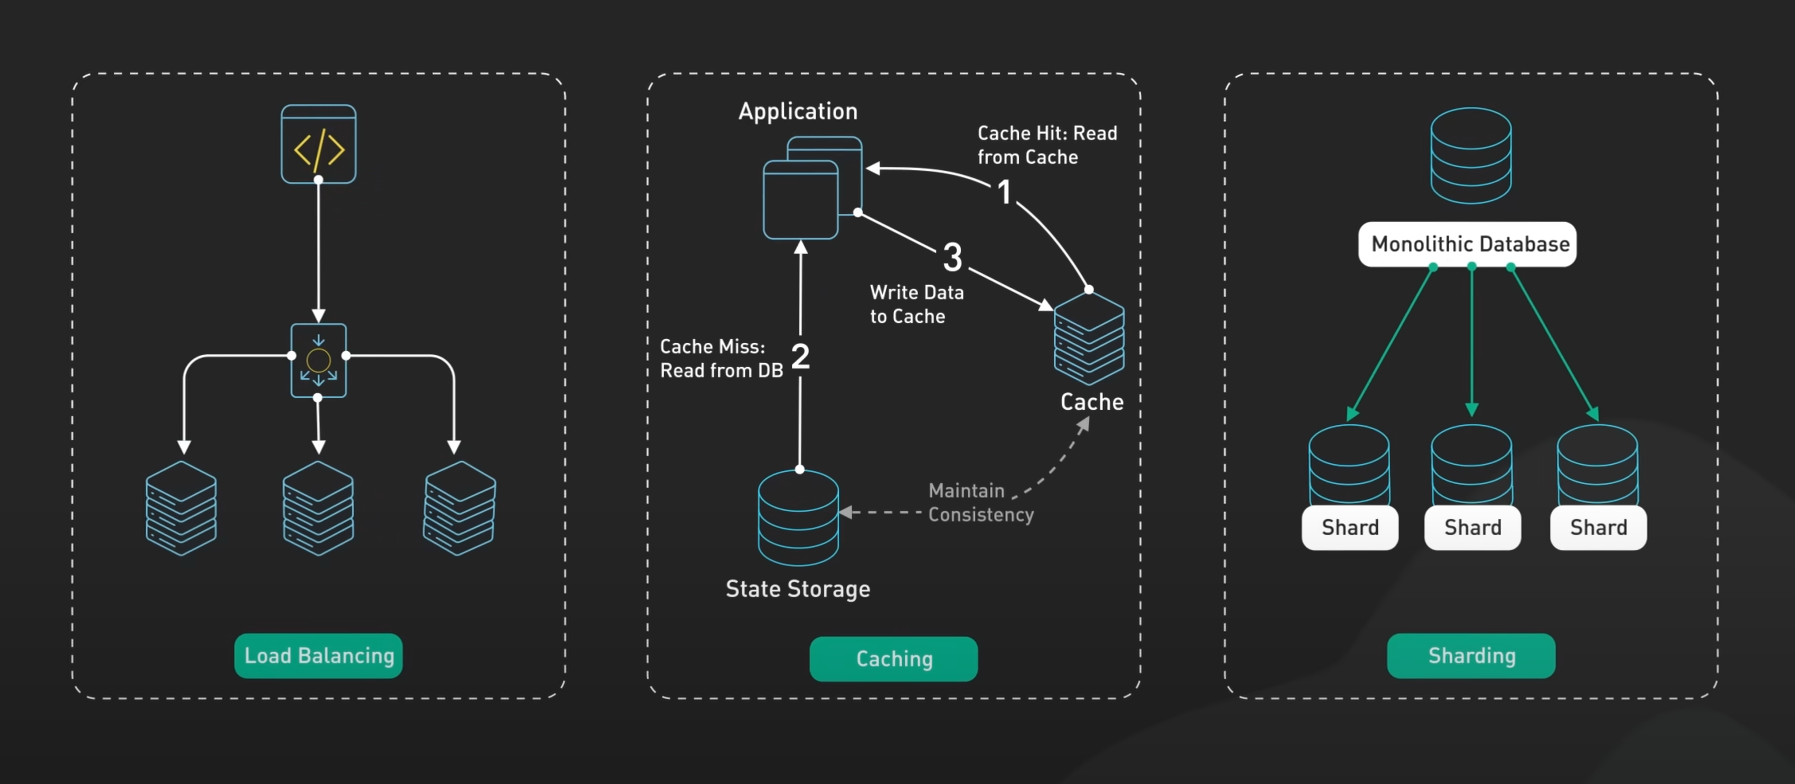 </>
Load Balancing
Application
Cache Hit: Read
from Cache
1
3
Write Data
to Cache
Cache Miss:
Read from DB
2
Cache
Maintain
Consistency
State Storage
Caching
Monolithic Database
Shard
Shard
Shard
Sharding